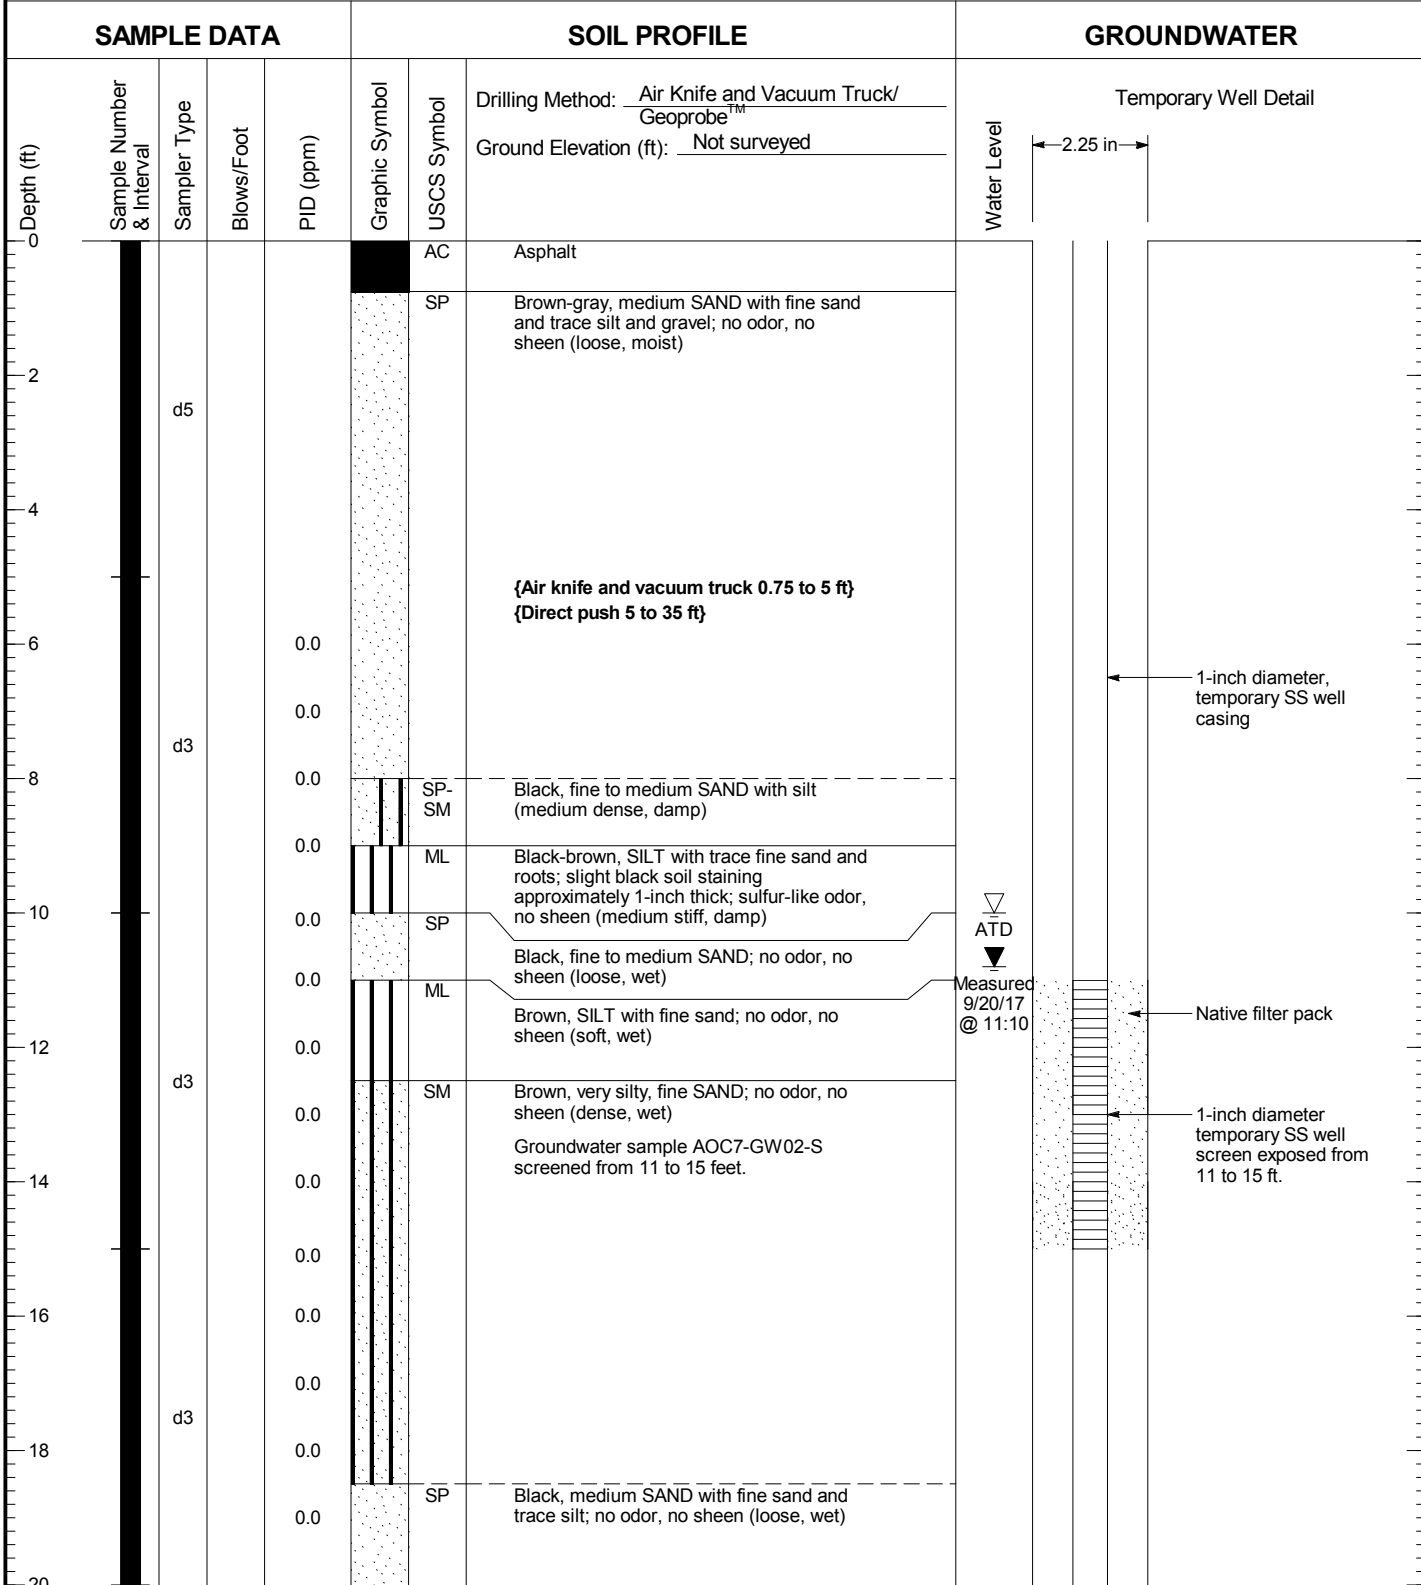 SAMPLE DATA
SOIL PROFILE
GROUNDWATER
Depth (ft)
Sample Number
& Interval
Sampler Type
Blows/Foot
PID (ppm)
Graphic Symbol
USCS Symbol
Drilling Method: Air Knife and Vacuum Truck/
Geoprobe™
Ground Elevation (ft): Not surveyed
Water Level
Temporary Well Detail
2.25 in
0
AC
Asphalt
SP
Brown-gray, medium SAND with fine sand
and trace silt and gravel; no odor, no
sheen (loose, moist)
2
d5
4
{Air knife and vacuum truck 0.75 to 5 ft}
{Direct push 5 to 35 ft}
6
0.0
1-inch diameter,
temporary SS well
casing
0.0
d3
8
0.0
SP-
SM
Black, fine to medium SAND with silt
(medium dense, damp)
0.0
ML
Black-brown, SILT with trace fine sand and
roots; slight black soil staining
approximately 1-inch thick; sulfur-like odor,
no sheen (medium stiff, damp)
10
0.0
SP
ATD
Black, fine to medium SAND; no odor, no
sheen (loose, wet)
0.0
ML
Measured
9/20/17
@ 11:10
Brown, SILT with fine sand; no odor, no
sheen (soft, wet)
Native filter pack
12
0.0
d3
SM
Brown, very silty, fine SAND; no odor, no
sheen (dense, wet)
0.0
1-inch diameter
temporary SS well
screen exposed from
11 to 15 ft.
Groundwater sample AOC7-GW02-S
screened from 11 to 15 feet.
14
0.0
0.0
16
0.0
0.0
d3
18
0.0
SP
Black, medium SAND with fine sand and
trace silt; no odor, no sheen (loose, wet)
0.0
20